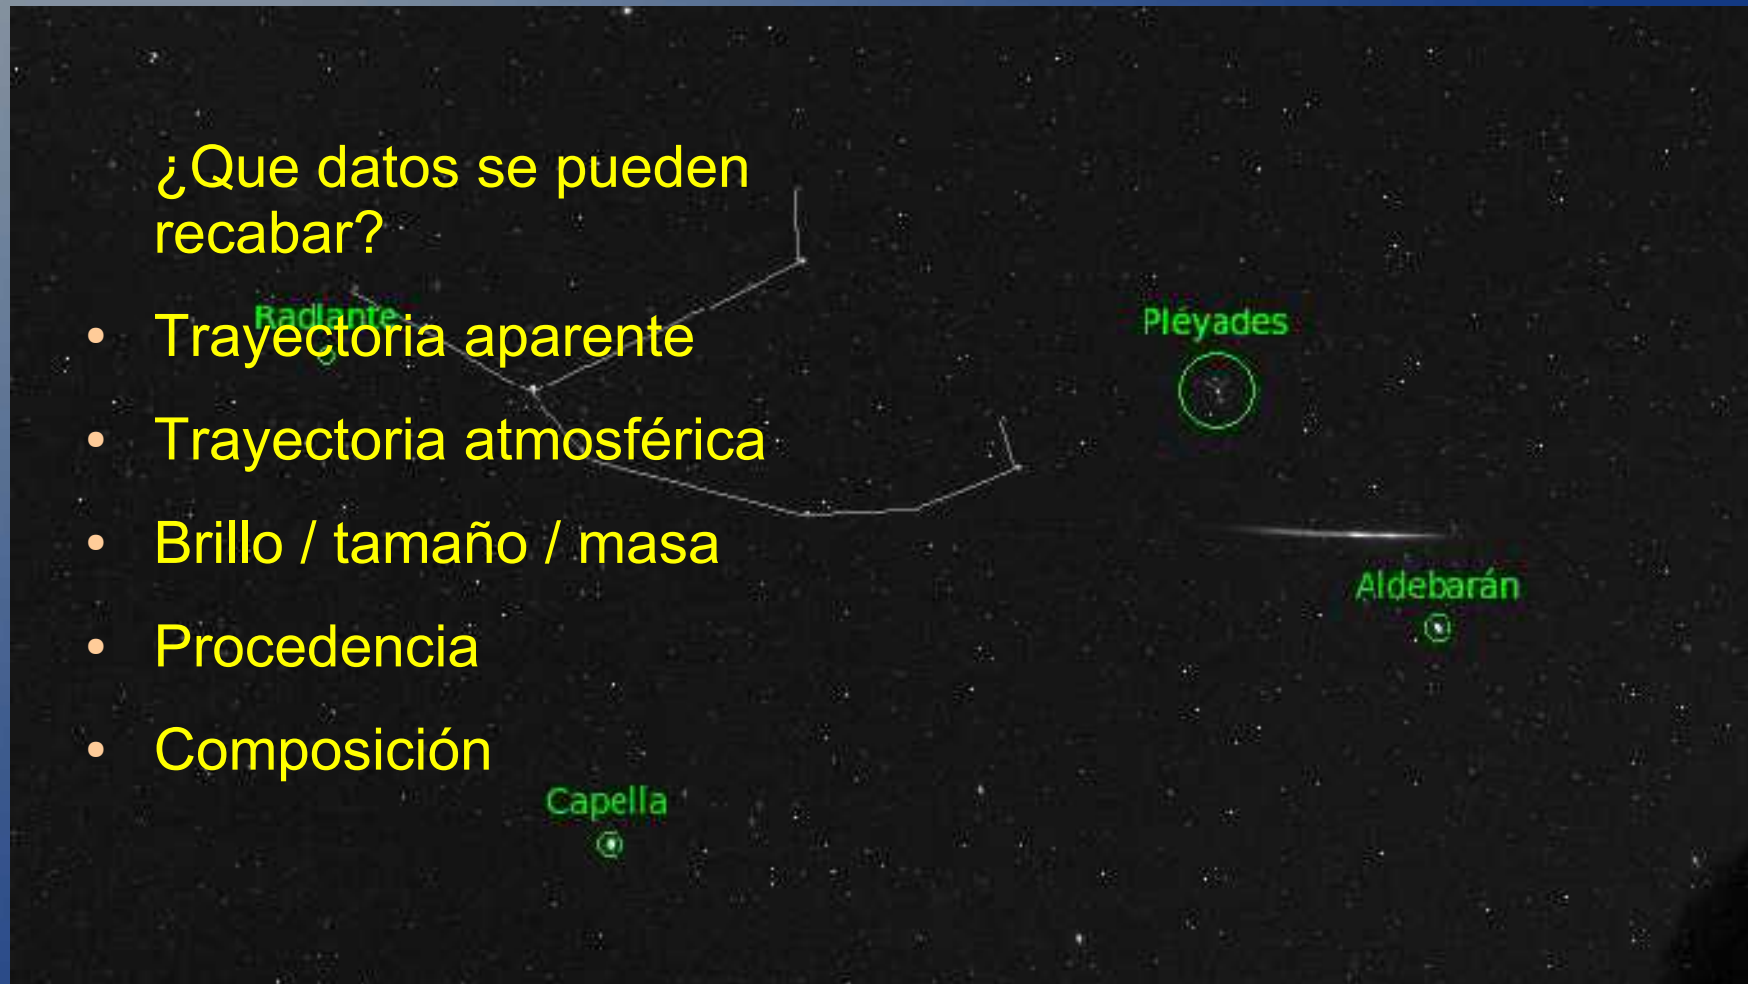 ¿Que datos se pueden
recabar?
Radiante
• Trayectoria aparente
• Trayectoria atmosférica
• Brillo / tamaño / masa
• Procedencia
• Composición
Pléyades
Aldebarán
Capella